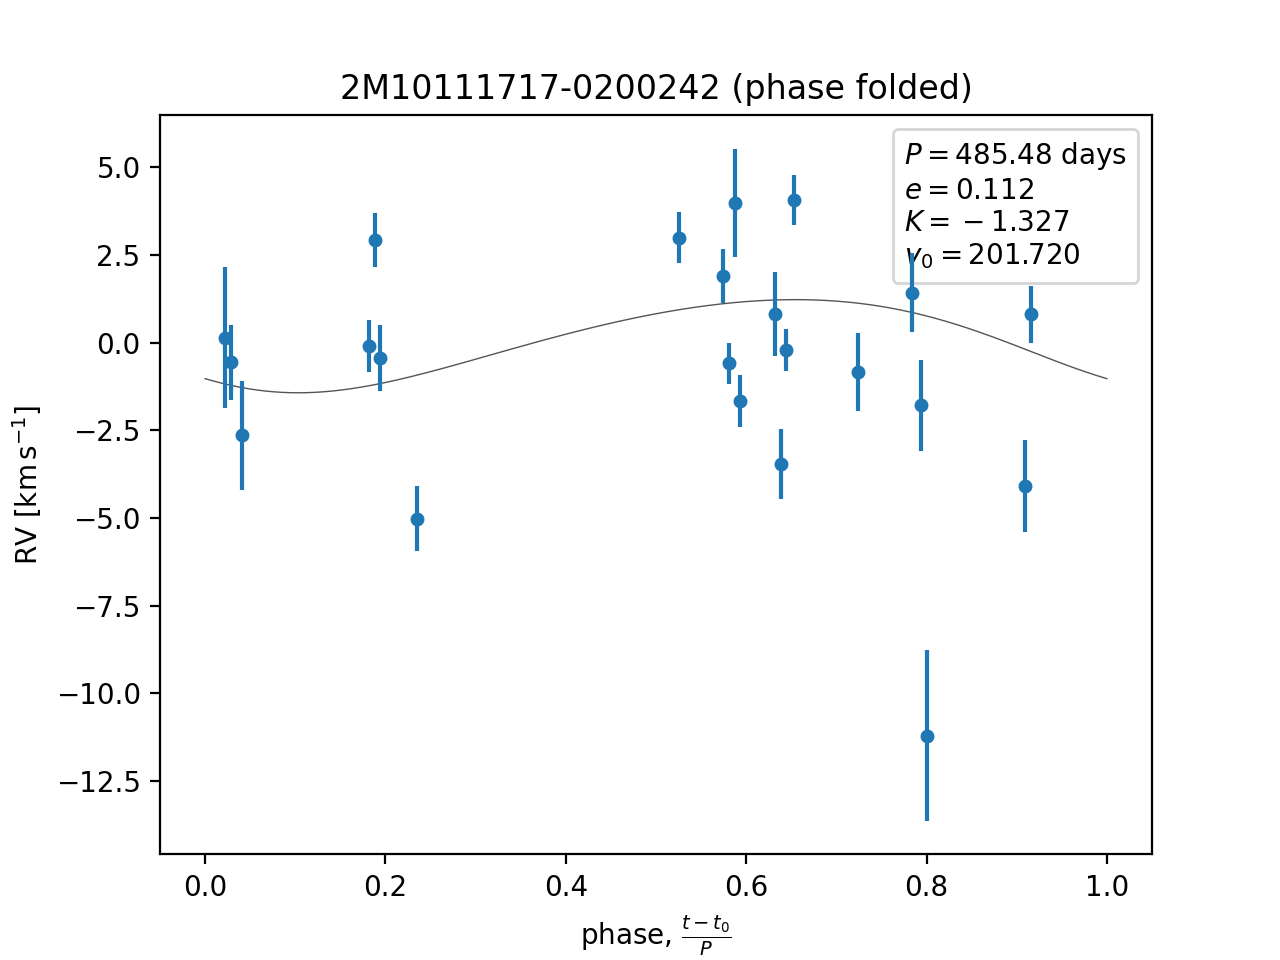 2M10111717-0200242 (phase folded)
P = 485.48 days
e = 0.112
K = −1.327
v₀ = 201.720
5.0
2.5
0.0
−2.5
−5.0
−7.5
−10.0
−12.5
RV [km s⁻¹]
0.0 0.2 0.4 0.6 0.8 1.0
phase, (t − t₀)/P